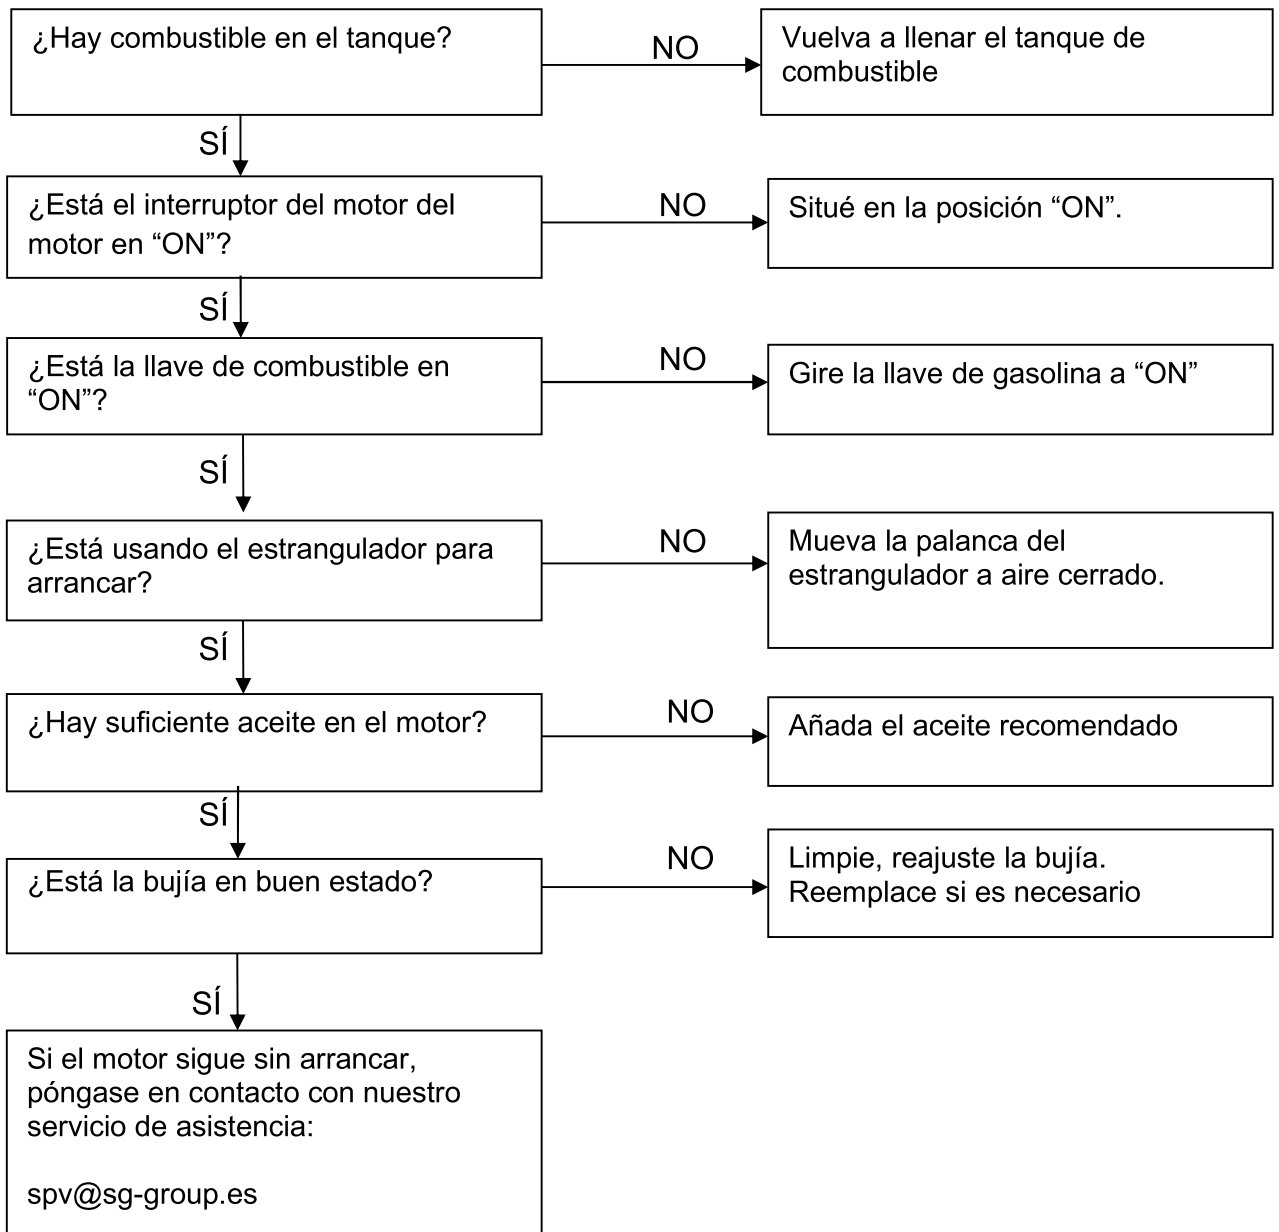 ¿Hay combustible en el tanque?
NO
Vuelva a llenar el tanque de
combustible
SÍ
¿Está el interruptor del motor del
motor en “ON”?
NO
Situé en la posición “ON”.
SÍ
¿Está la llave de combustible en
“ON”?
NO
Gire la llave de gasolina a “ON”
SÍ
¿Está usando el estrangulador para
arrancar?
NO
Mueva la palanca del
estrangulador a aire cerrado.
SÍ
¿Hay suficiente aceite en el motor?
NO
Añada el aceite recomendado
SÍ
¿Está la bujía en buen estado?
NO
Limpie, reajuste la bujía.
Reemplace si es necesario
SÍ
Si el motor sigue sin arrancar,
póngase en contacto con nuestro
servicio de asistencia:
spv@sg-group.es